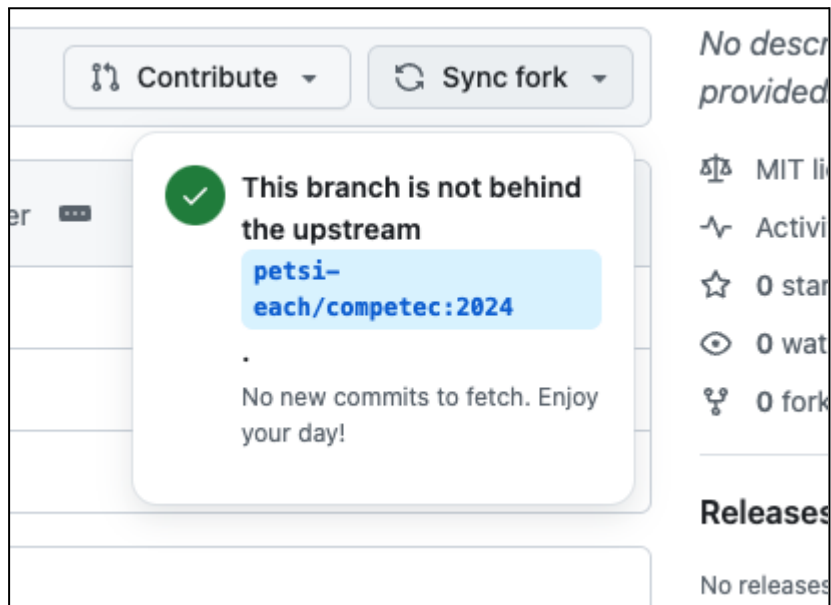 Contribute
Sync fork
This branch is not behind
the upstream
petsi-
each/competec:2024
.
No new commits to fetch. Enjoy
your day!
er
No descr
provided
MIT li
Activi
0 star
0 wat
0 fork
Releases
No releases